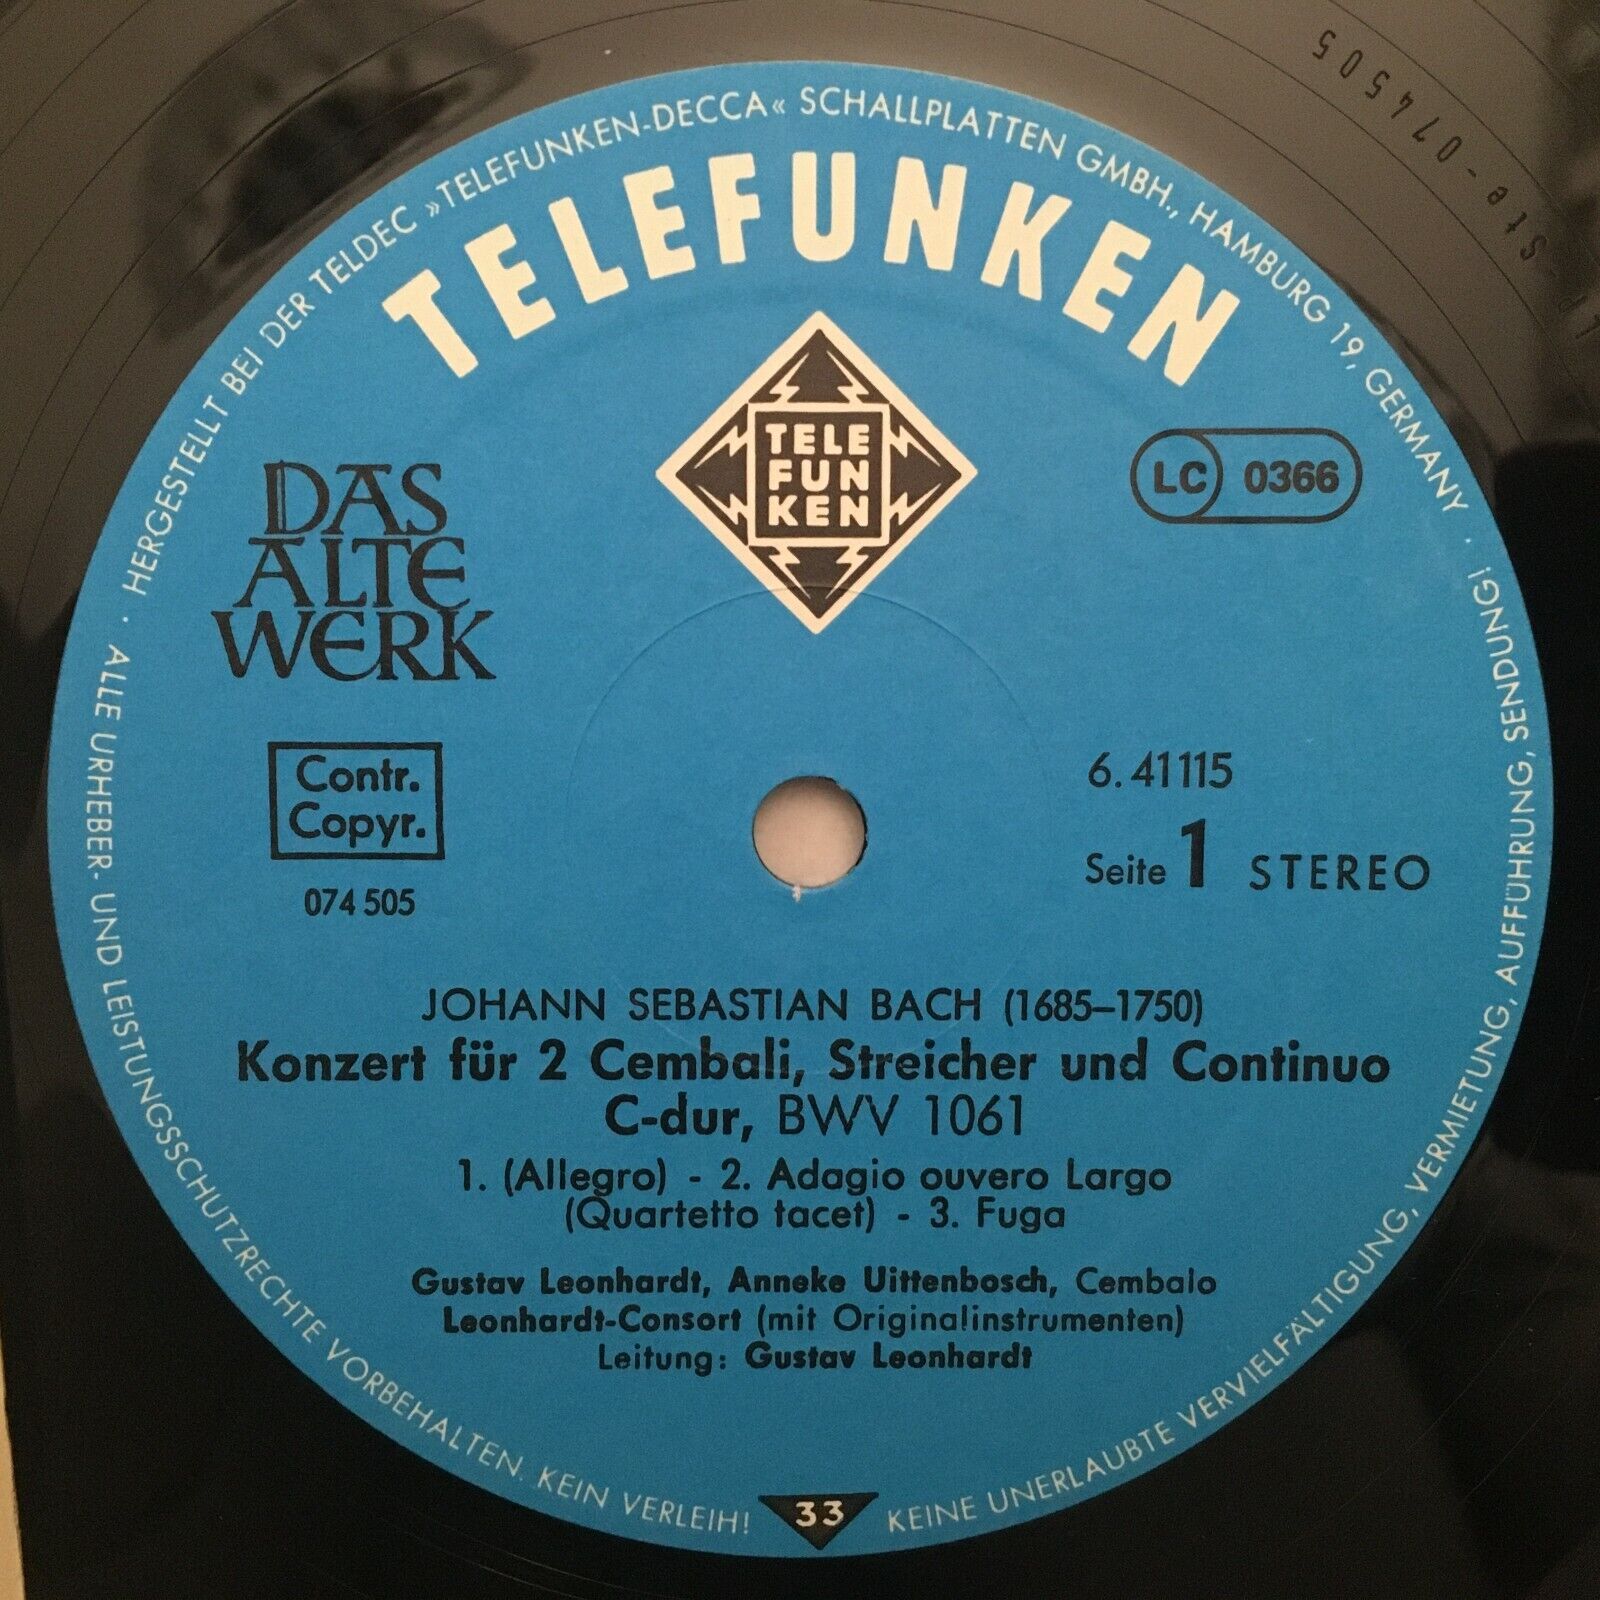 HERGESTELLT BEI DER TELDEC »TELEFUNKEN-DECCA« SCHALLPLATTEN GMBH., HAMBURG 19, GERMANY ·
TELEFUNKEN
TELE
FUN
KEN
DAS
ALTE
WERK
LC 0366
Contr.
Copyr.
074 505
6.41115
Seite 1 STEREO
JOHANN SEBASTIAN BACH (1685–1750)
Konzert für 2 Cembali, Streicher und Continuo
C-dur, BWV 1061
1. (Allegro) - 2. Adagio ouvero Largo
(Quartetto tacet) - 3. Fuga
Gustav Leonhardt, Anneke Uittenbosch, Cembalo
Leonhardt-Consort (mit Originalinstrumenten)
Leitung: Gustav Leonhardt
· ALLE URHEBER- UND LEISTUNGSSCHUTZRECHTE VORBEHALTEN. KEIN VERLEIH!
33
KEINE UNERLAUBTE VERVIELFÄLTIGUNG, VERMIETUNG, AUFFÜHRUNG, SENDUNG!
Ste-074505